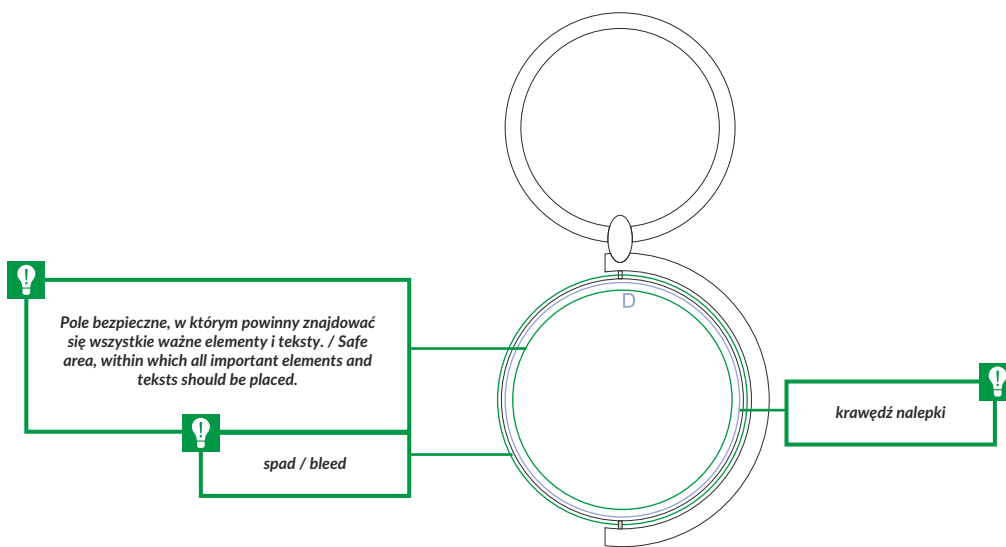 D
Pole bezpieczne, w którym powinny znajdować
się wszystkie ważne elementy i teksty. / Safe
area, within which all important elements and
teksts should be placed.
krawędź nalepki
spad / bleed